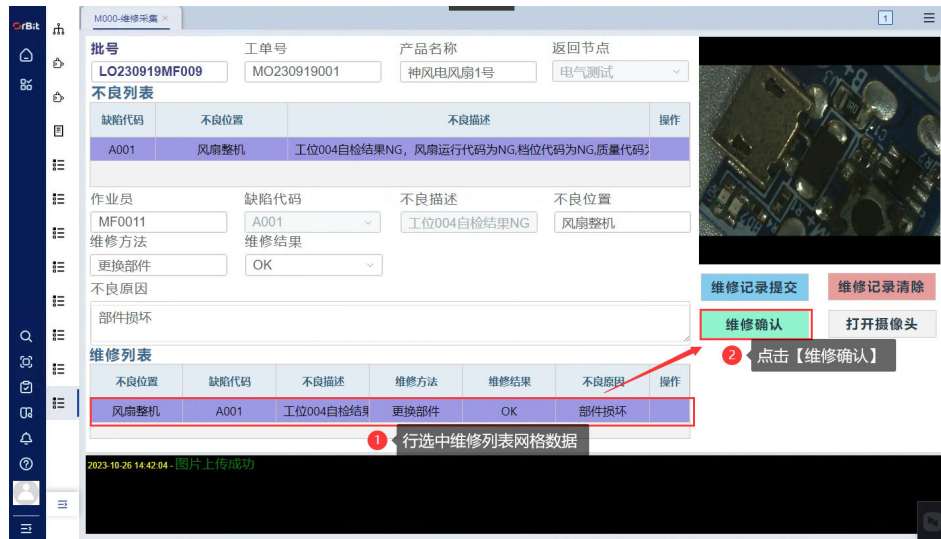 OrBit
M000-维修采集 ×
1
批号 工单号 产品名称 返回节点
LO230919MF009 MO230919001 神风电风扇1号 电气测试
不良列表
缺陷代码 不良位置 不良描述 操作
A001 风扇整机 工位004自检结果NG，风扇运行代码为NG,档位代码为NG,质量代码
作业员 缺陷代码 不良描述 不良位置
MF0011 A001 工位004自检结果NG 风扇整机
维修方法 维修结果
更换部件 OK
不良原因
部件损坏
维修记录提交 维修记录清除
维修确认 打开摄像头
2 点击【维修确认】
维修列表
不良位置 缺陷代码 不良描述 维修方法 维修结果 不良原因 操作
风扇整机 A001 工位004自检结果 更换部件 OK 部件损坏
1 行选中维修列表网格数据
2023-10-26 14:42:04 - 图片上传成功